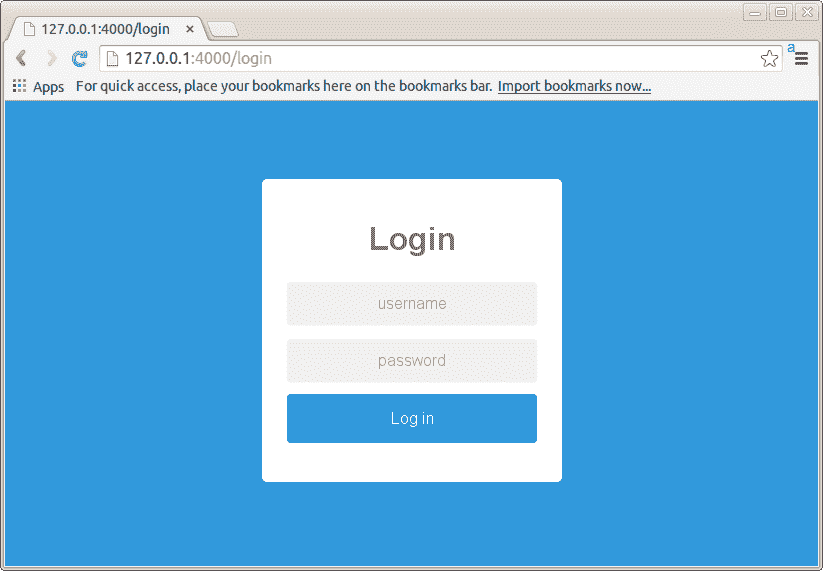 127.0.0.1:4000/login
127.0.0.1:4000/login
a
Apps For quick access, place your bookmarks here on the bookmarks bar. Import bookmarks now...
Login
username
password
Log in